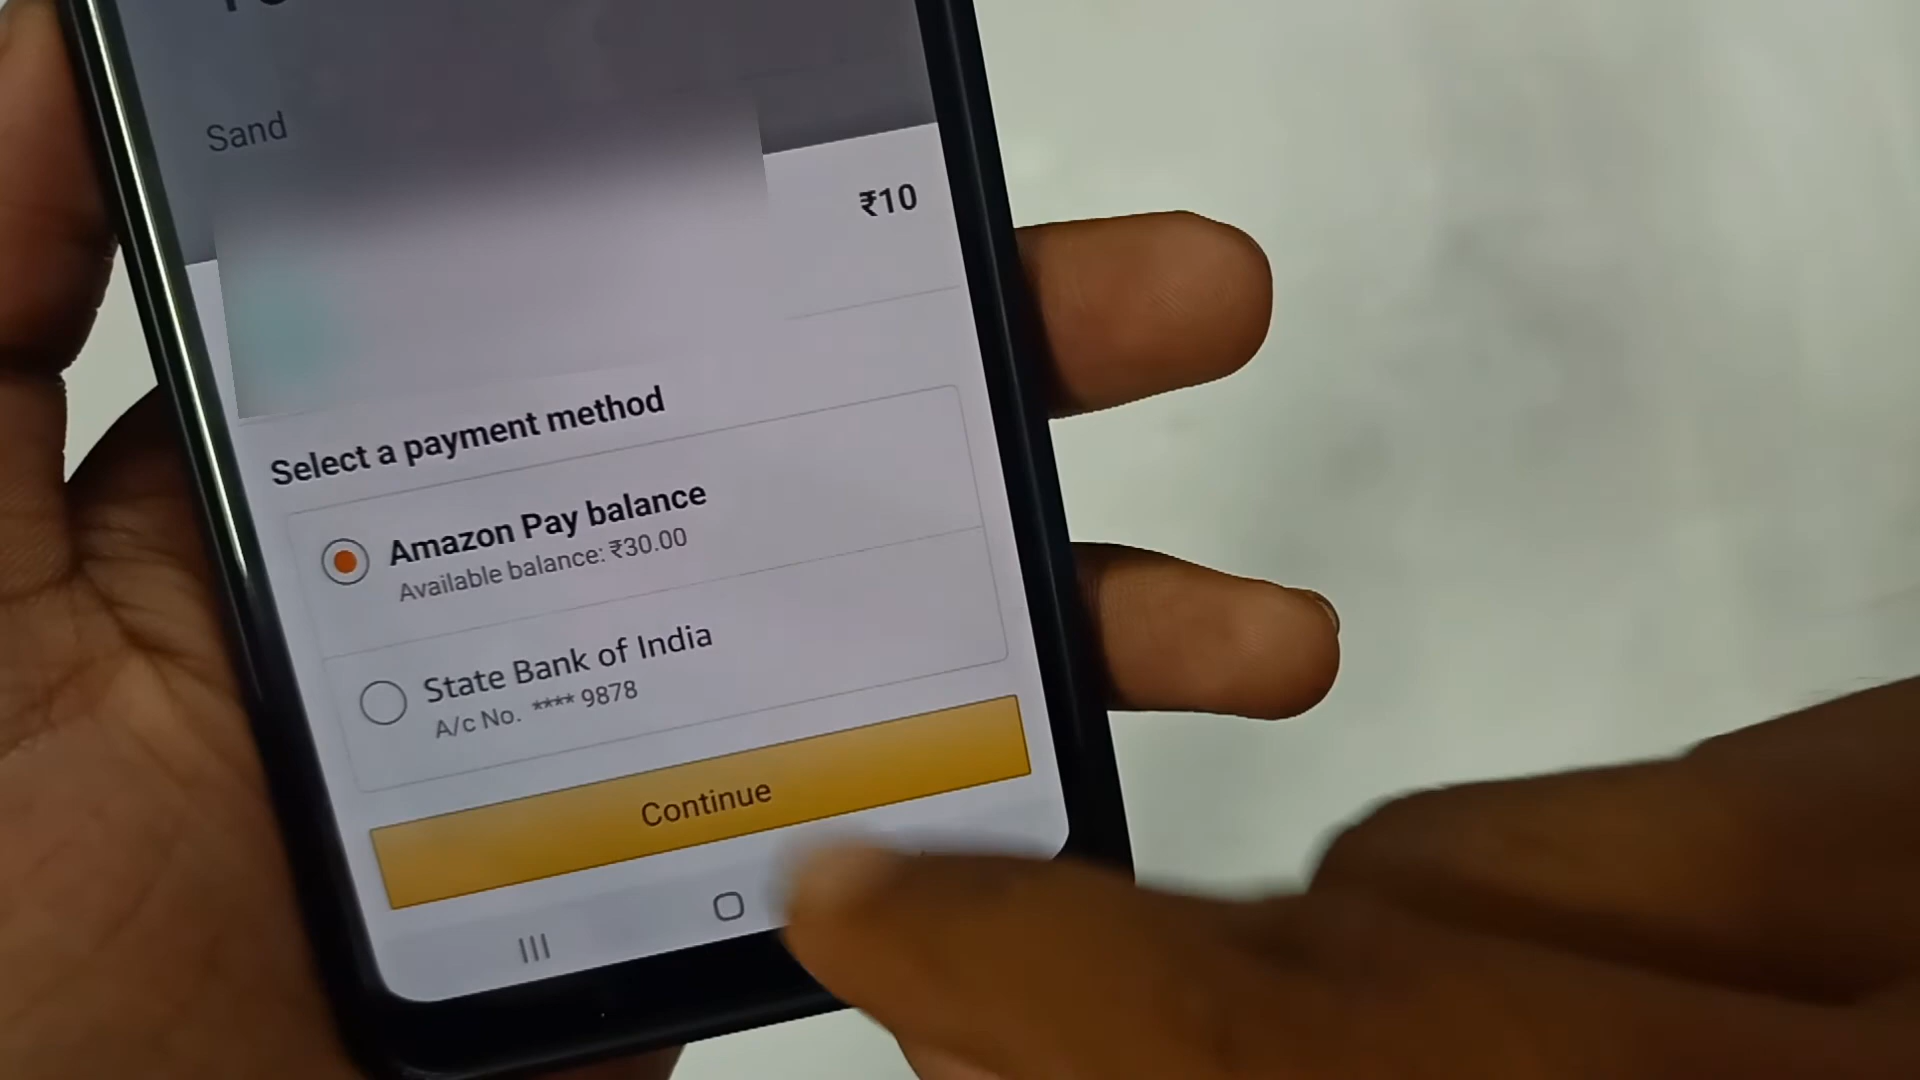 Sand
₹10
Select a payment method
Amazon Pay balance
Available balance: ₹30.00
State Bank of India
A/c No. **** 9878
Continue